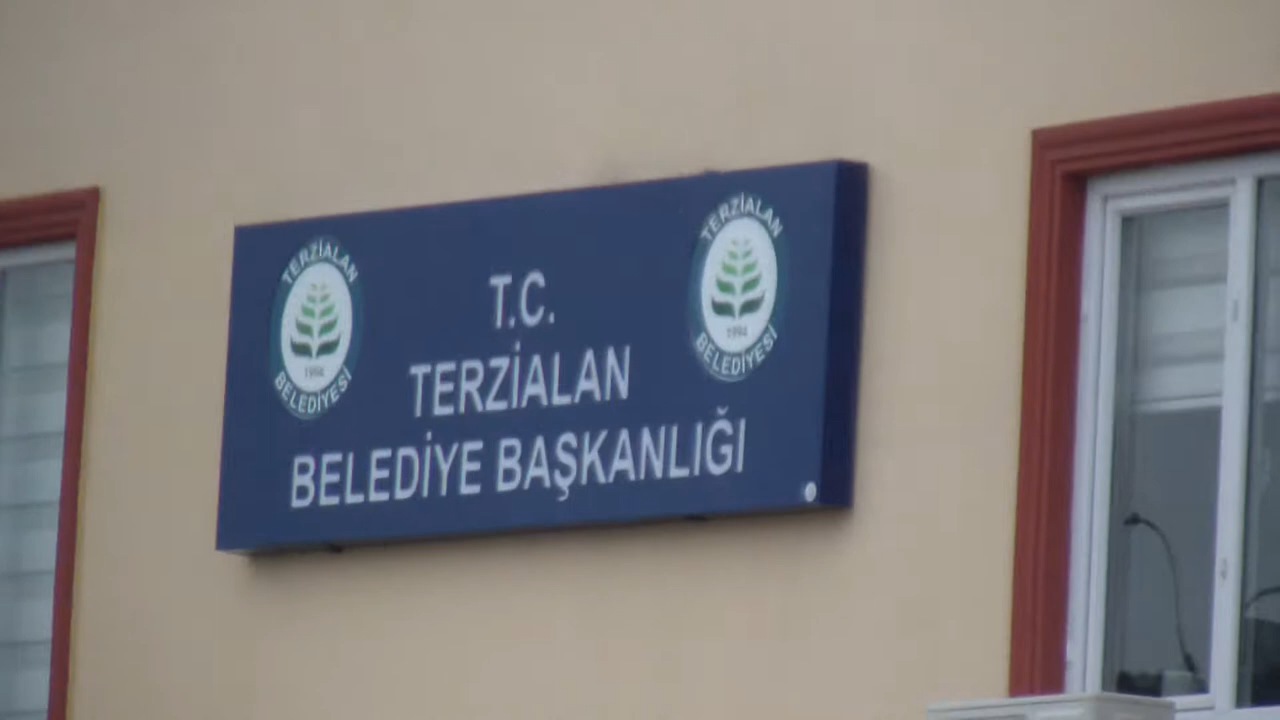 TERZİALAN
1994
BELEDİYESİ
T.C.
TERZİALAN
BELEDİYE BAŞKANLIĞI
TERZİALAN
1994
BELEDİYESİ